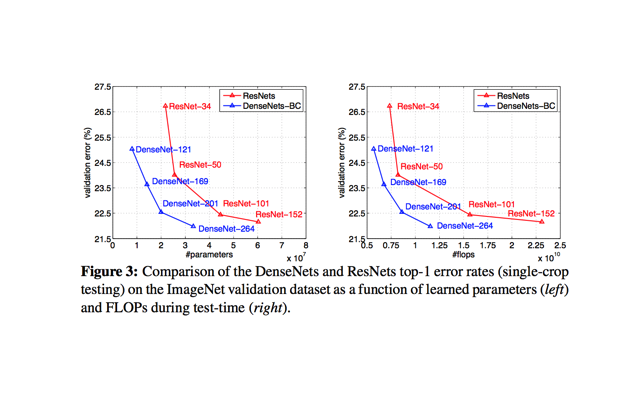 27.5
26.5
25.5
24.5
23.5
22.5
21.5
validation error (%)
ResNets
DenseNets−BC
ResNet−34
DenseNet−121
ResNet−50
DenseNet−169
DenseNet−201
ResNet−101
ResNet−152
DenseNet−264
0 1 2 3 4 5 6 7 8
#parameters
x 10^7
27.5
26.5
25.5
24.5
23.5
22.5
21.5
validation error (%)
ResNets
DenseNets−BC
ResNet−34
DenseNet−121
ResNet−50
DenseNet−169
DenseNet−201
ResNet−101
ResNet−152
DenseNet−264
0.5 0.75 1 1.25 1.5 1.75 2 2.25 2.5
#flops
x 10^10
Figure 3: Comparison of the DenseNets and ResNets top-1 error rates (single-crop
testing) on the ImageNet validation dataset as a function of learned parameters (left)
and FLOPs during test-time (right).